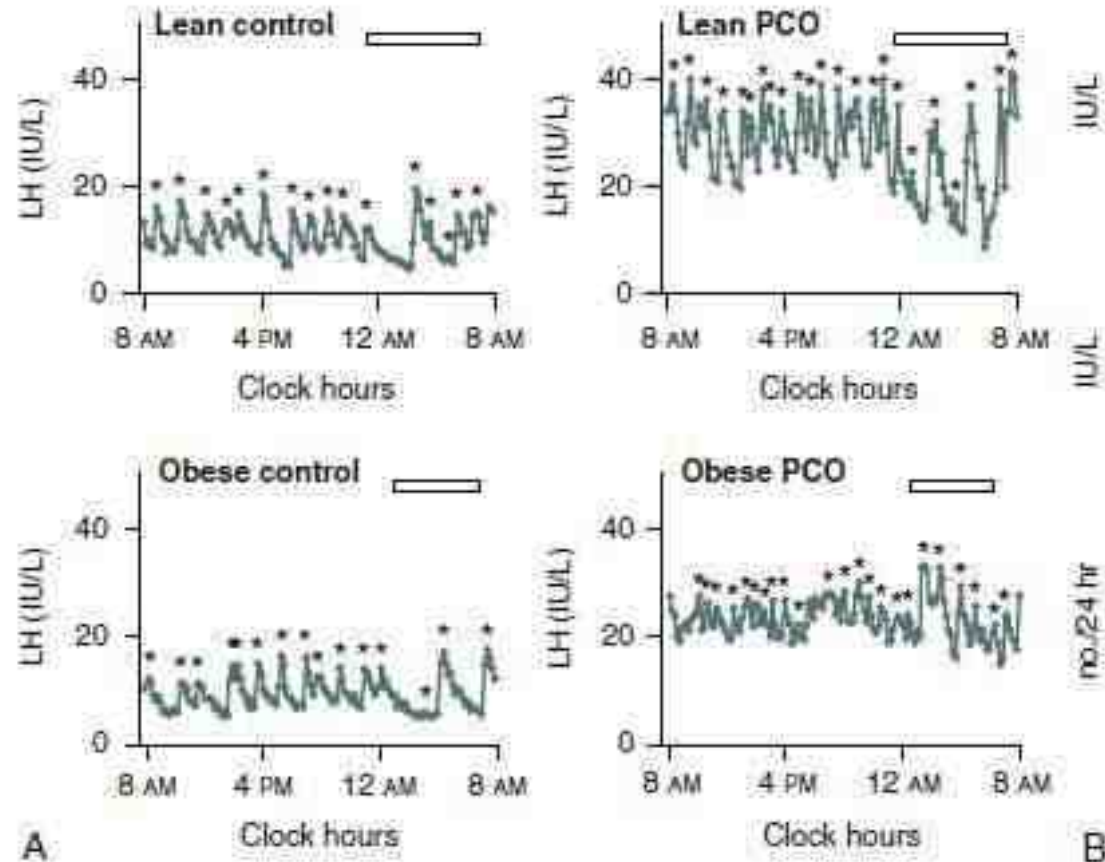 Lean control
LH (IU/L)
40
20
0
8 AM 4 PM 12 AM 8 AM
Clock hours
Lean PCO
LH (IU/L)
40
20
0
8 AM 4 PM 12 AM 8 AM
Clock hours
IU/L
IU/L
Obese control
LH (IU/L)
40
20
0
8 AM 4 PM 12 AM 8 AM
Clock hours
Obese PCO
LH (IU/L)
40
20
0
8 AM 4 PM 12 AM 8 AM
Clock hours
no./24 hr
A
B